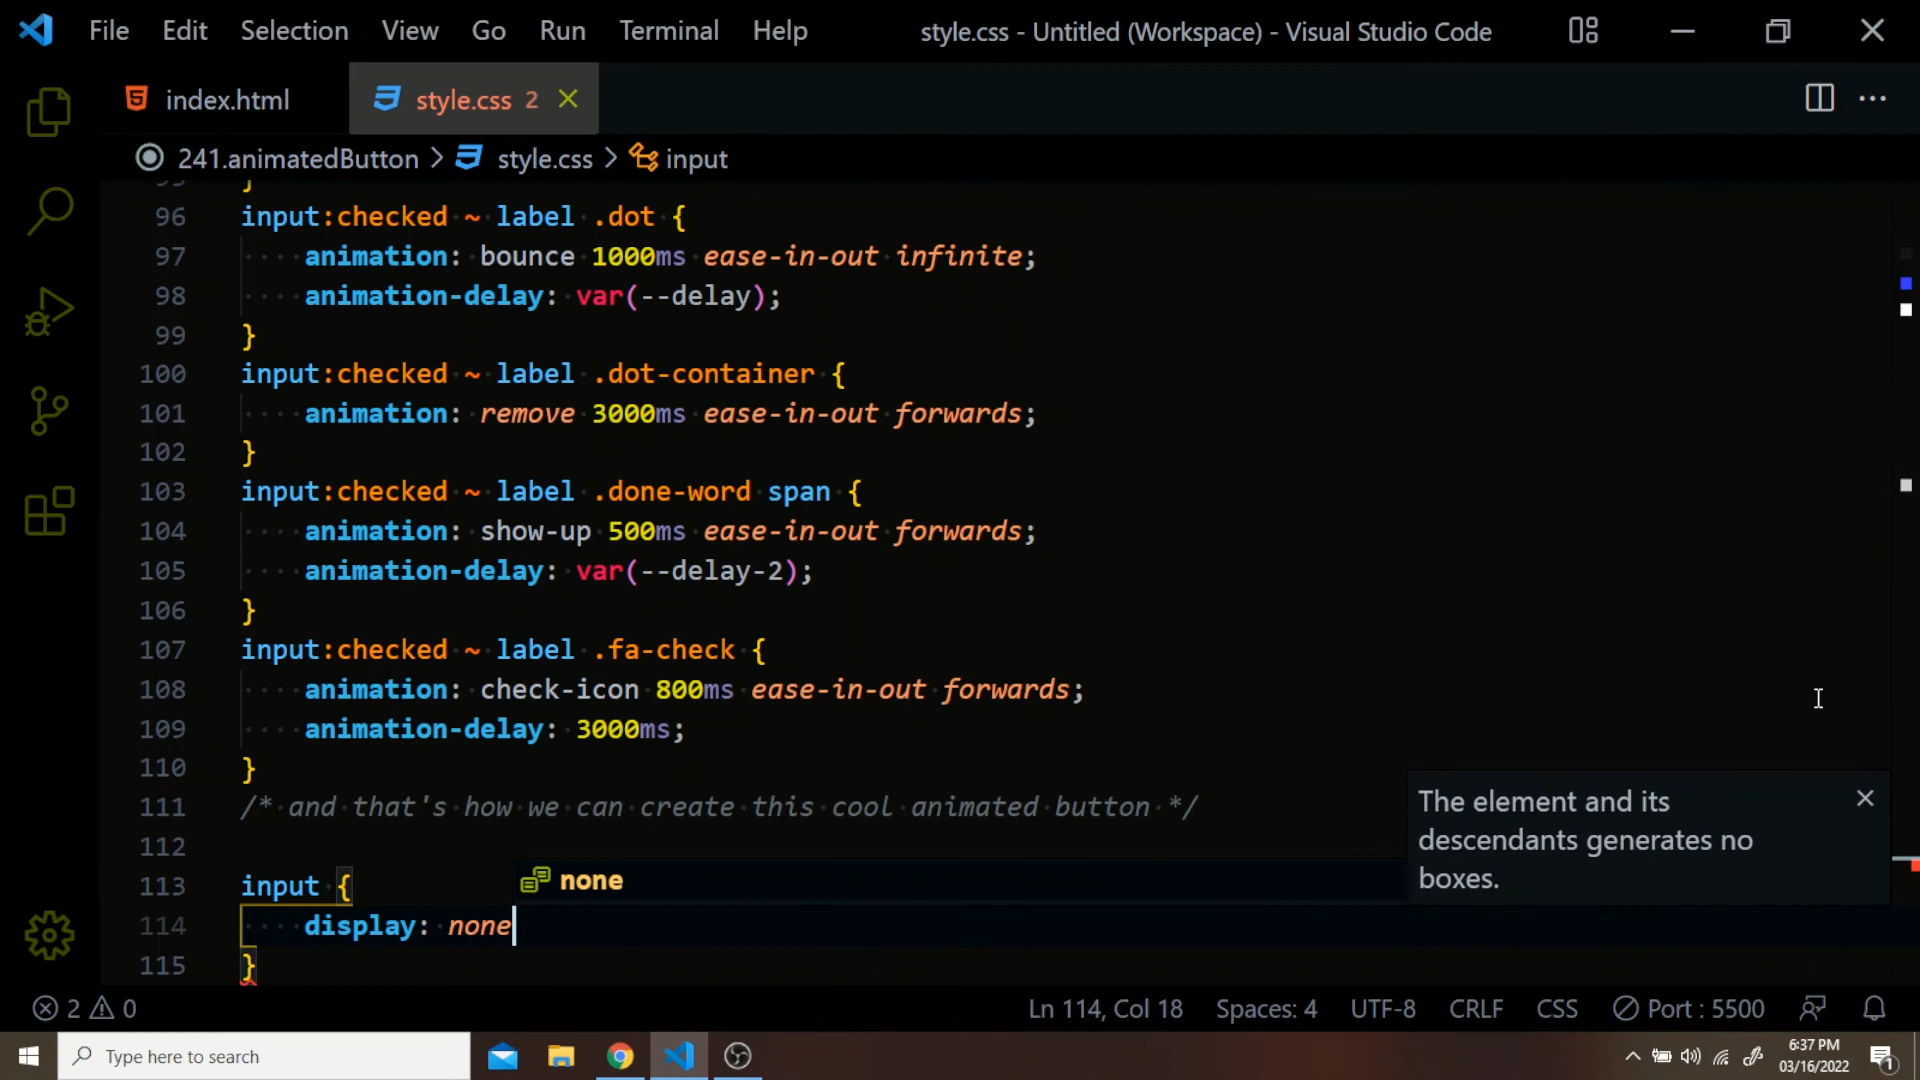 File Edit Selection View Go Run Terminal Help style.css - Untitled (Workspace) - Visual Studio Code
index.html style.css 2
241.animatedButton > style.css > input
96 input:checked ~ label .dot {
97 animation: bounce 1000ms ease-in-out infinite;
98 animation-delay: var(--delay);
99 }
100 input:checked ~ label .dot-container {
101 animation: remove 3000ms ease-in-out forwards;
102 }
103 input:checked ~ label .done-word span {
104 animation: show-up 500ms ease-in-out forwards;
105 animation-delay: var(--delay-2);
106 }
107 input:checked ~ label .fa-check {
108 animation: check-icon 800ms ease-in-out forwards;
109 animation-delay: 3000ms;
110 }
111 /* and that's how we can create this cool animated button */
112
113 input {
114 display: none
115 }
none
The element and its
descendants generates no
boxes.
2 0 Ln 114, Col 18 Spaces: 4 UTF-8 CRLF CSS Port : 5500
Type here to search
6:37 PM
03/16/2022
1